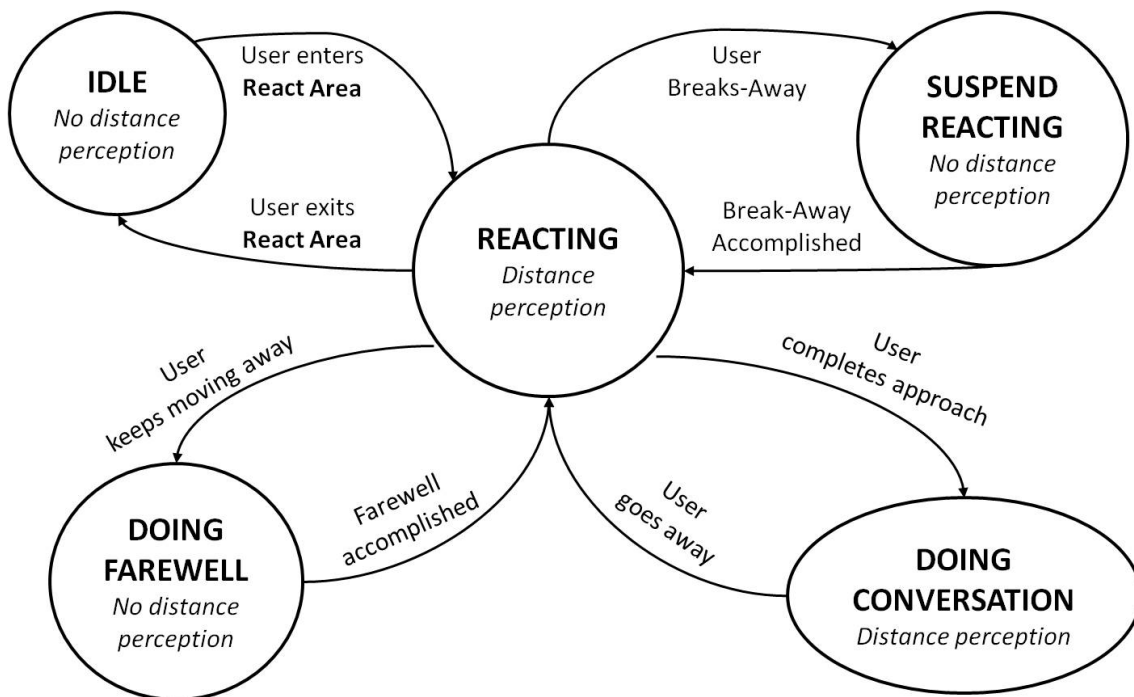 IDLE
No distance
perception
User enters
React Area
User exits
React Area
User
Breaks-Away
SUSPEND
REACTING
No distance
perception
Break-Away
Accomplished
REACTING
Distance
perception
User
keeps moving away
User
completes approach
DOING
FAREWELL
No distance
perception
Farewell
accomplished
User
goes away
DOING
CONVERSATION
Distance perception